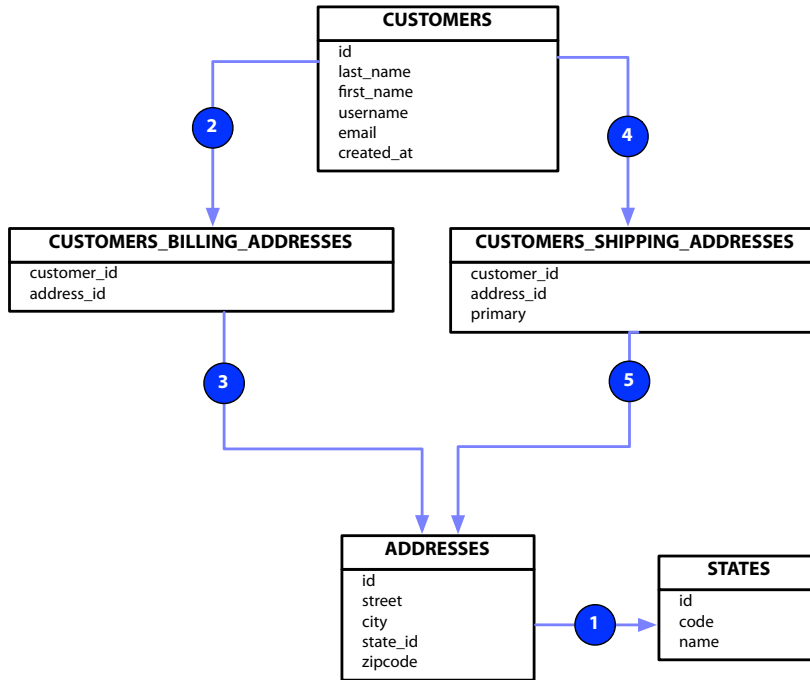 CUSTOMERS
id
last_name
first_name
username
email
created_at
2
4
CUSTOMERS_BILLING_ADDRESSES
customer_id
address_id
CUSTOMERS_SHIPPING_ADDRESSES
customer_id
address_id
primary
3
5
ADDRESSES
id
street
city
state_id
zipcode
1
STATES
id
code
name